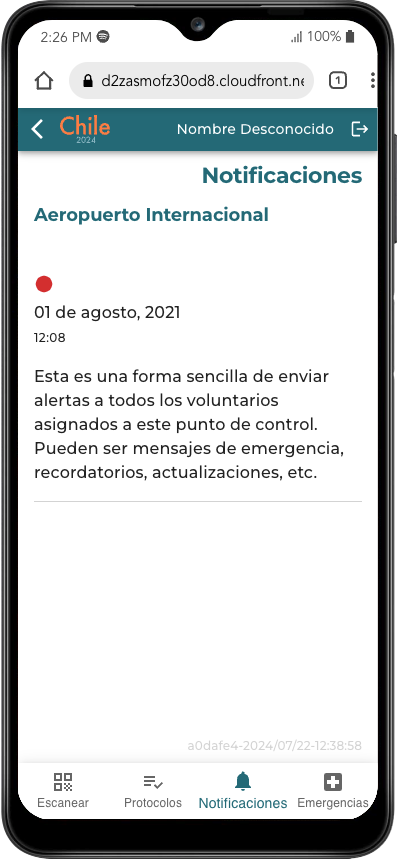 2:26 PM 100%
d2zasmofz30od8.cloudfront.ne
1
Chile
2024
Nombre Desconocido
Notificaciones
Aeropuerto Internacional
01 de agosto, 2021
12:08
Esta es una forma sencilla de enviar
alertas a todos los voluntarios
asignados a este punto de control.
Pueden ser mensajes de emergencia,
recordatorios, actualizaciones, etc.
a0dafe4-2024/07/22-12:38:58
Escanear Protocolos Notificaciones Emergencias